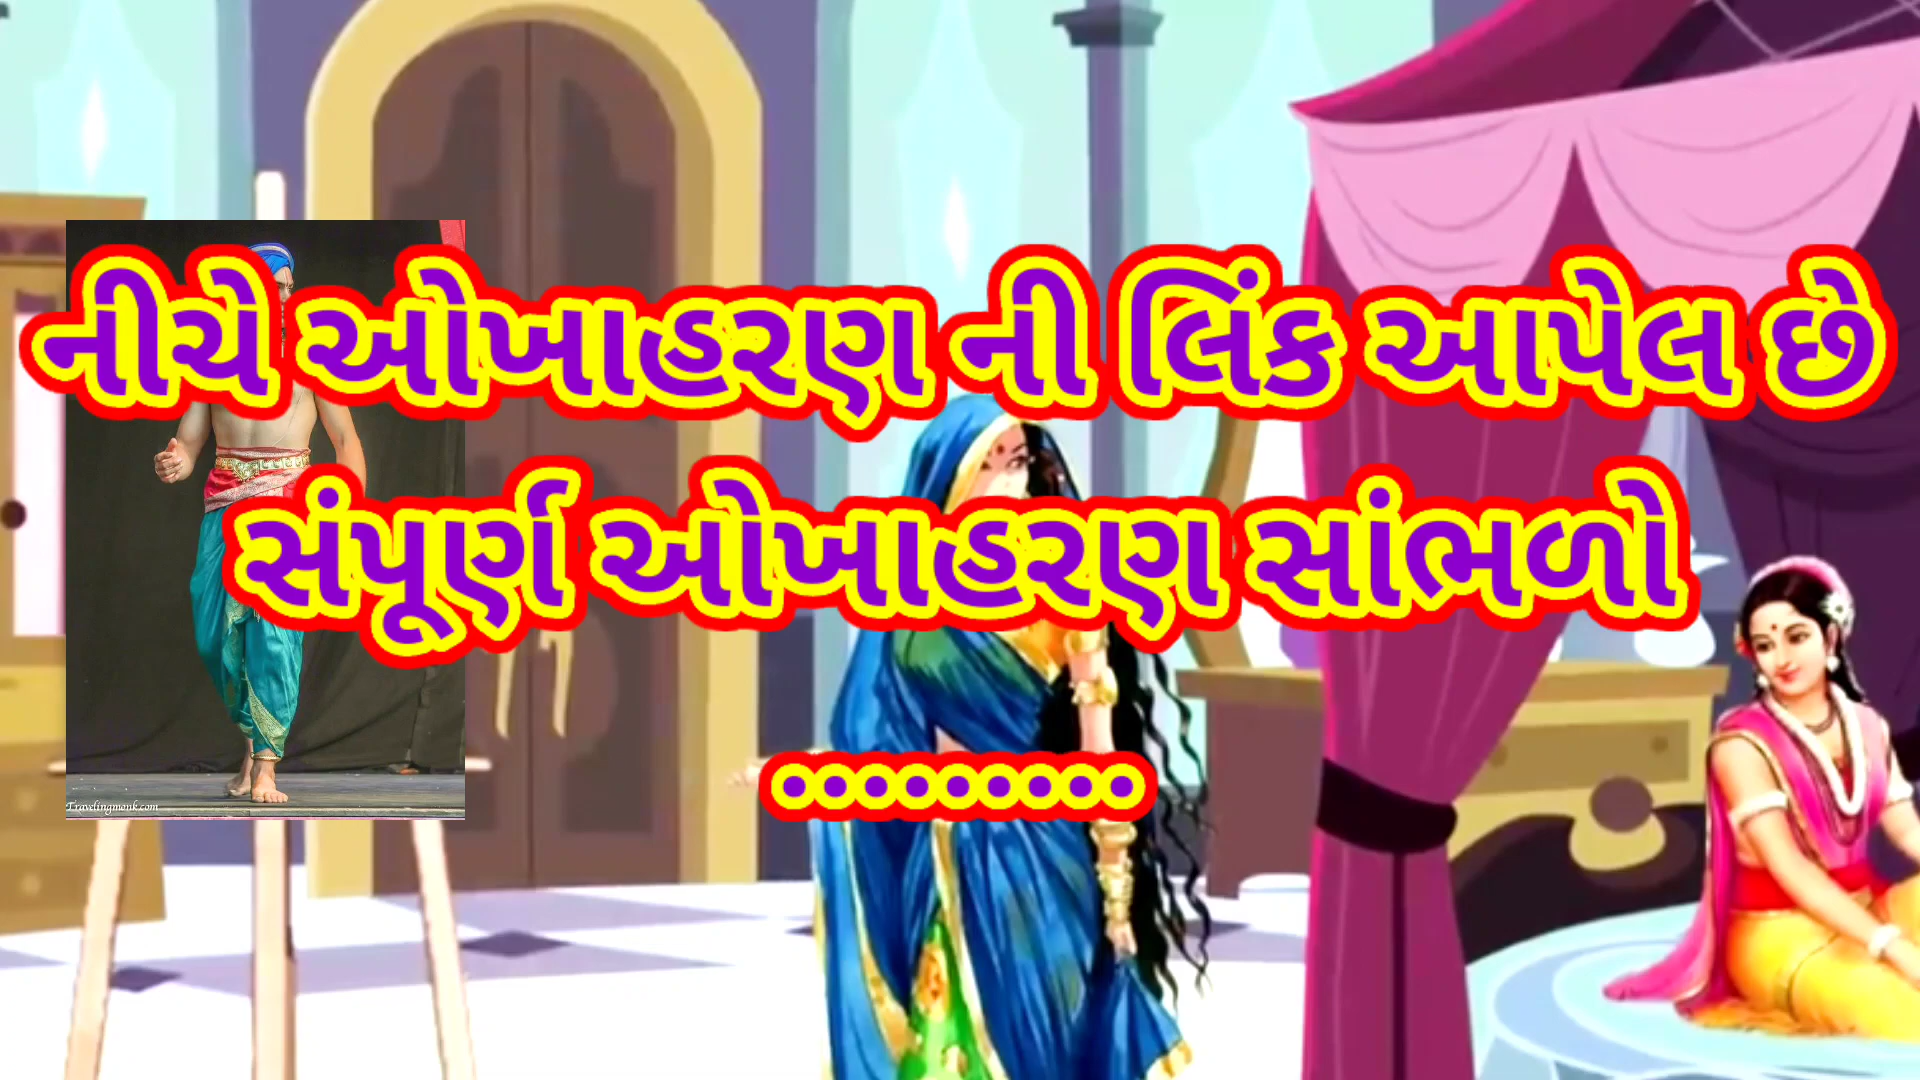 નીચે ઓખાહરણ ની લિંક આપેલ છે
સંપૂર્ણ ઓખાહરણ સાંભળો
°°°°°°°°°
Travelingmonk.com